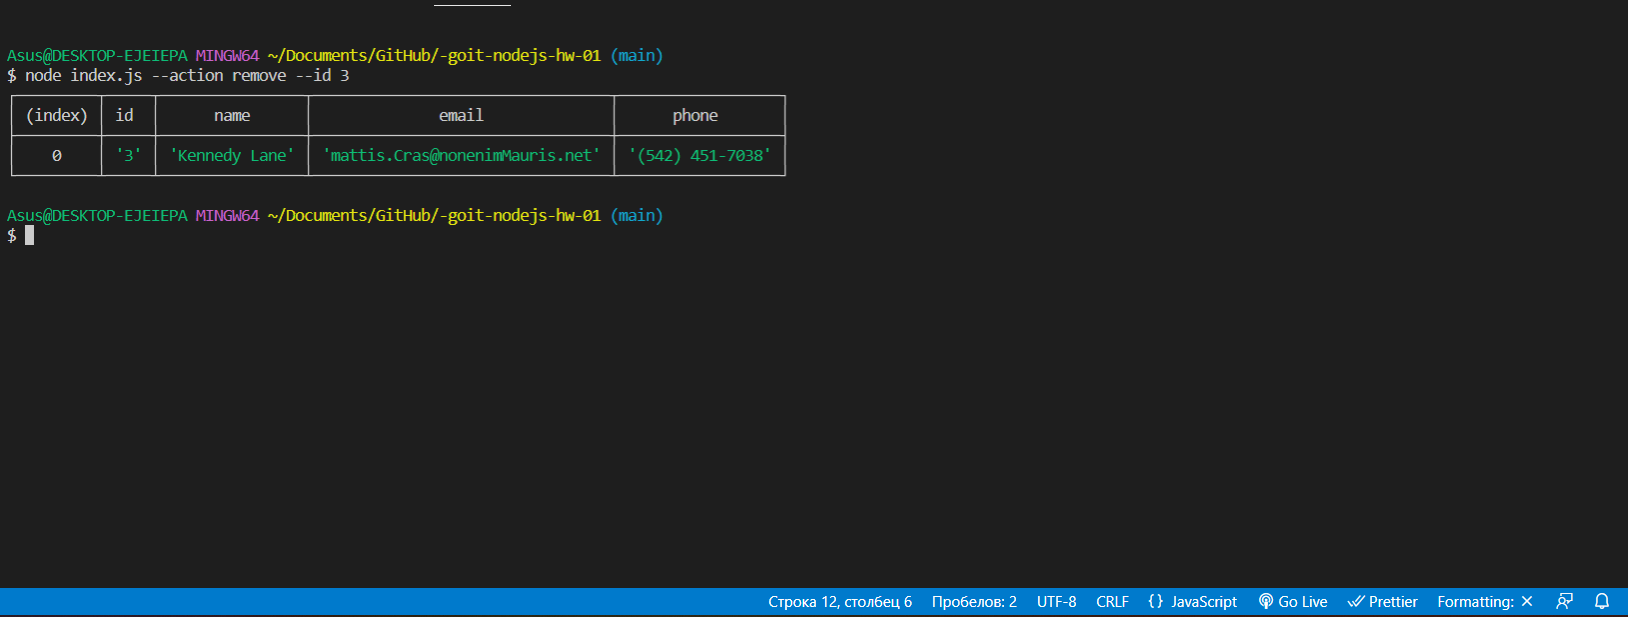 Asus@DESKTOP-EJEIEPA MINGW64 ~/Documents/GitHub/-goit-nodejs-hw-01 (main)
$ node index.js --action remove --id 3
(index) id name email phone
0 '3' 'Kennedy Lane' 'mattis.Cras@nonenimMauris.net' '(542) 451-7038'
Asus@DESKTOP-EJEIEPA MINGW64 ~/Documents/GitHub/-goit-nodejs-hw-01 (main)
$
Строка 12, столбец 6 Пробелов: 2 UTF-8 CRLF {} JavaScript Go Live Prettier Formatting: ×